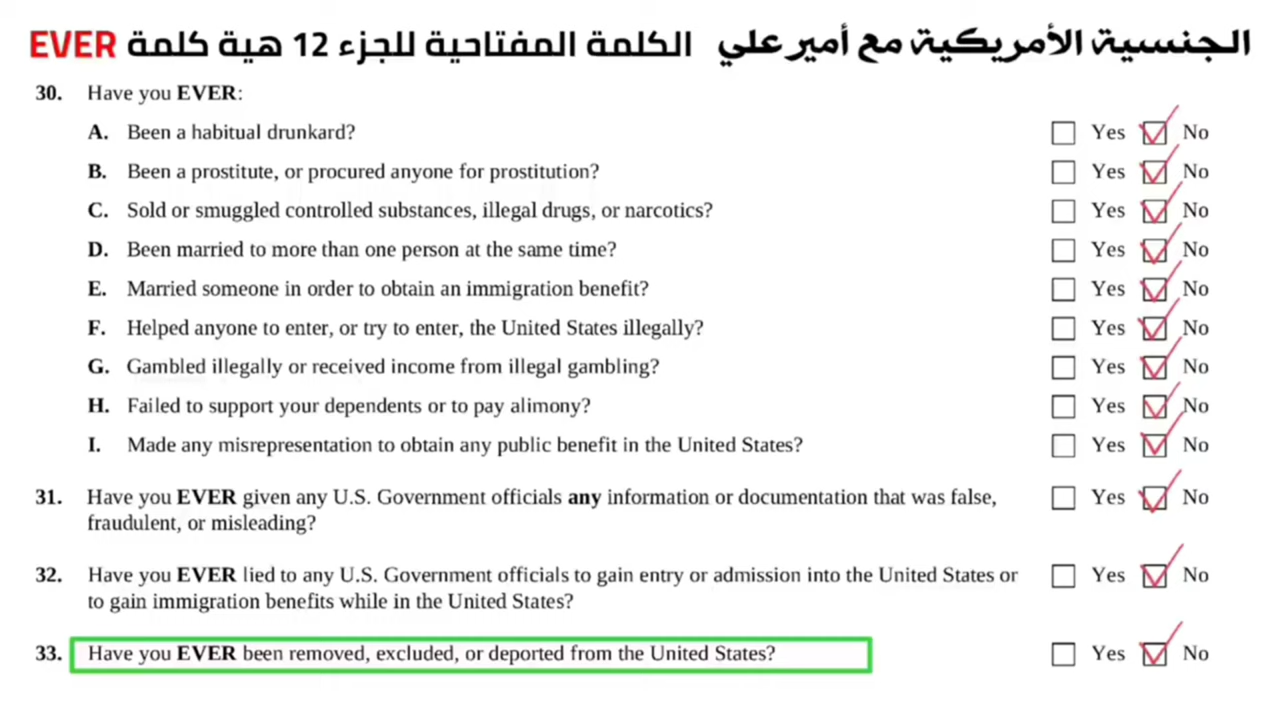 الجنسية الأمريكية مع أمير علي الكلمة المفتاحية للجزء 12 هية كلمة EVER
30. Have you EVER:
A. Been a habitual drunkard? Yes No
B. Been a prostitute, or procured anyone for prostitution? Yes No
C. Sold or smuggled controlled substances, illegal drugs, or narcotics? Yes No
D. Been married to more than one person at the same time? Yes No
E. Married someone in order to obtain an immigration benefit? Yes No
F. Helped anyone to enter, or try to enter, the United States illegally? Yes No
G. Gambled illegally or received income from illegal gambling? Yes No
H. Failed to support your dependents or to pay alimony? Yes No
I. Made any misrepresentation to obtain any public benefit in the United States? Yes No
31. Have you EVER given any U.S. Government officials any information or documentation that was false, Yes No
fraudulent, or misleading?
32. Have you EVER lied to any U.S. Government officials to gain entry or admission into the United States or Yes No
to gain immigration benefits while in the United States?
33. Have you EVER been removed, excluded, or deported from the United States? Yes No